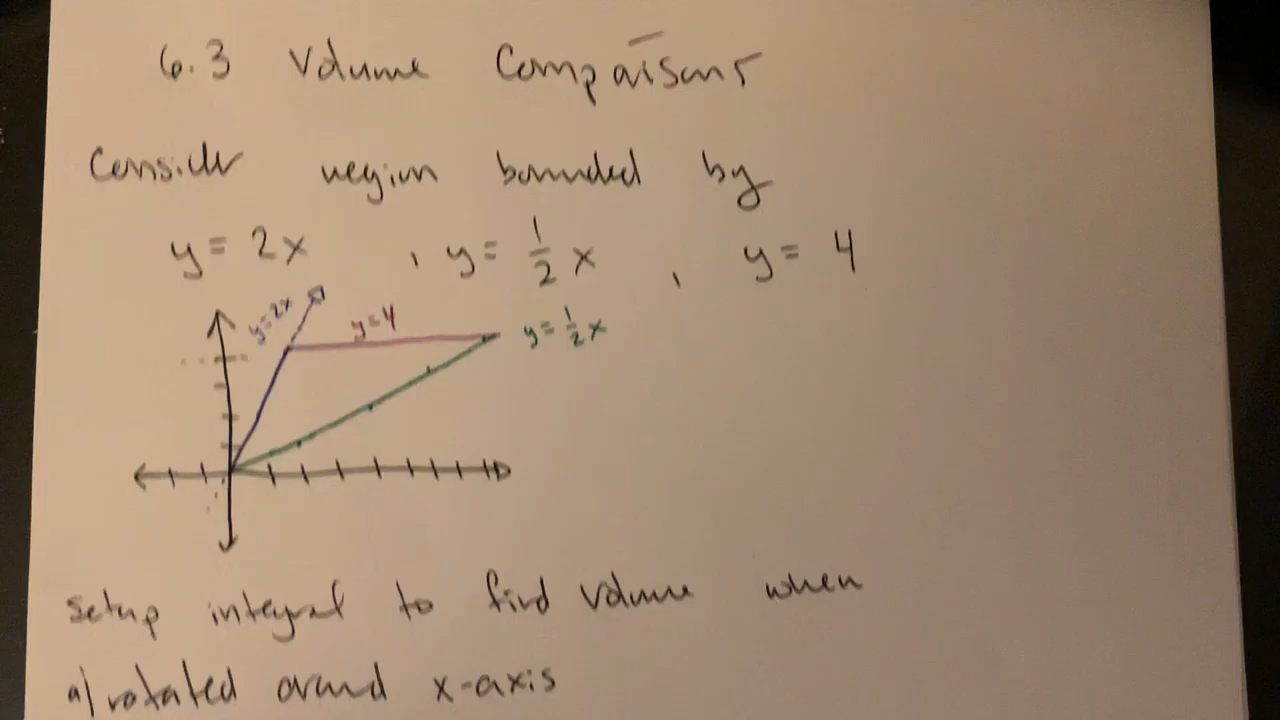 6.3 Volume Comparisons
Consider region bounded by
y = 2x , y = 1/2 x , y = 4
y=2x
y=4
y=1/2x
setup integral to find volume when
a) rotated around x-axis